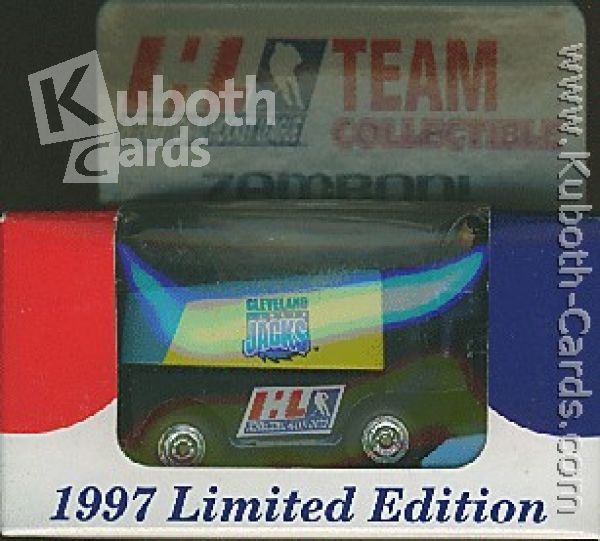 IHL TEAM
COLLECTIBLE
ZAMBONI
Kuboth
Cards
www.Kuboth-Cards.com
CLEVELAND
JACKS
IHL
1997 Limited Edition